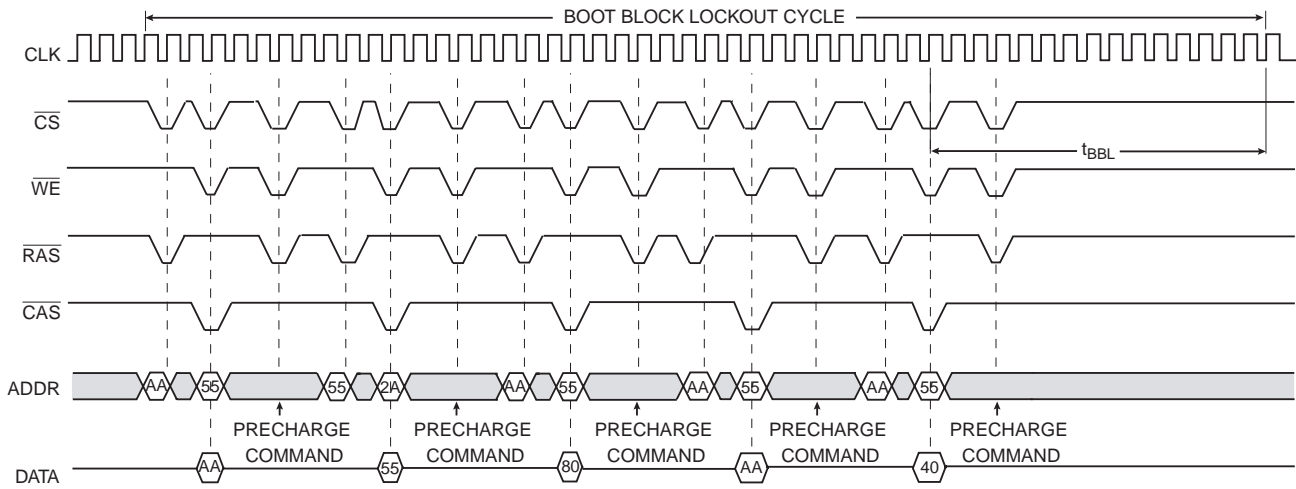 BOOT BLOCK LOCKOUT CYCLE
CLK
CS
tBBL
WE
RAS
CAS
ADDR AA 55 55 2A AA 55 AA 55 AA 55
PRECHARGE COMMAND
PRECHARGE COMMAND
PRECHARGE COMMAND
PRECHARGE COMMAND
PRECHARGE COMMAND
DATA AA 55 80 AA 40